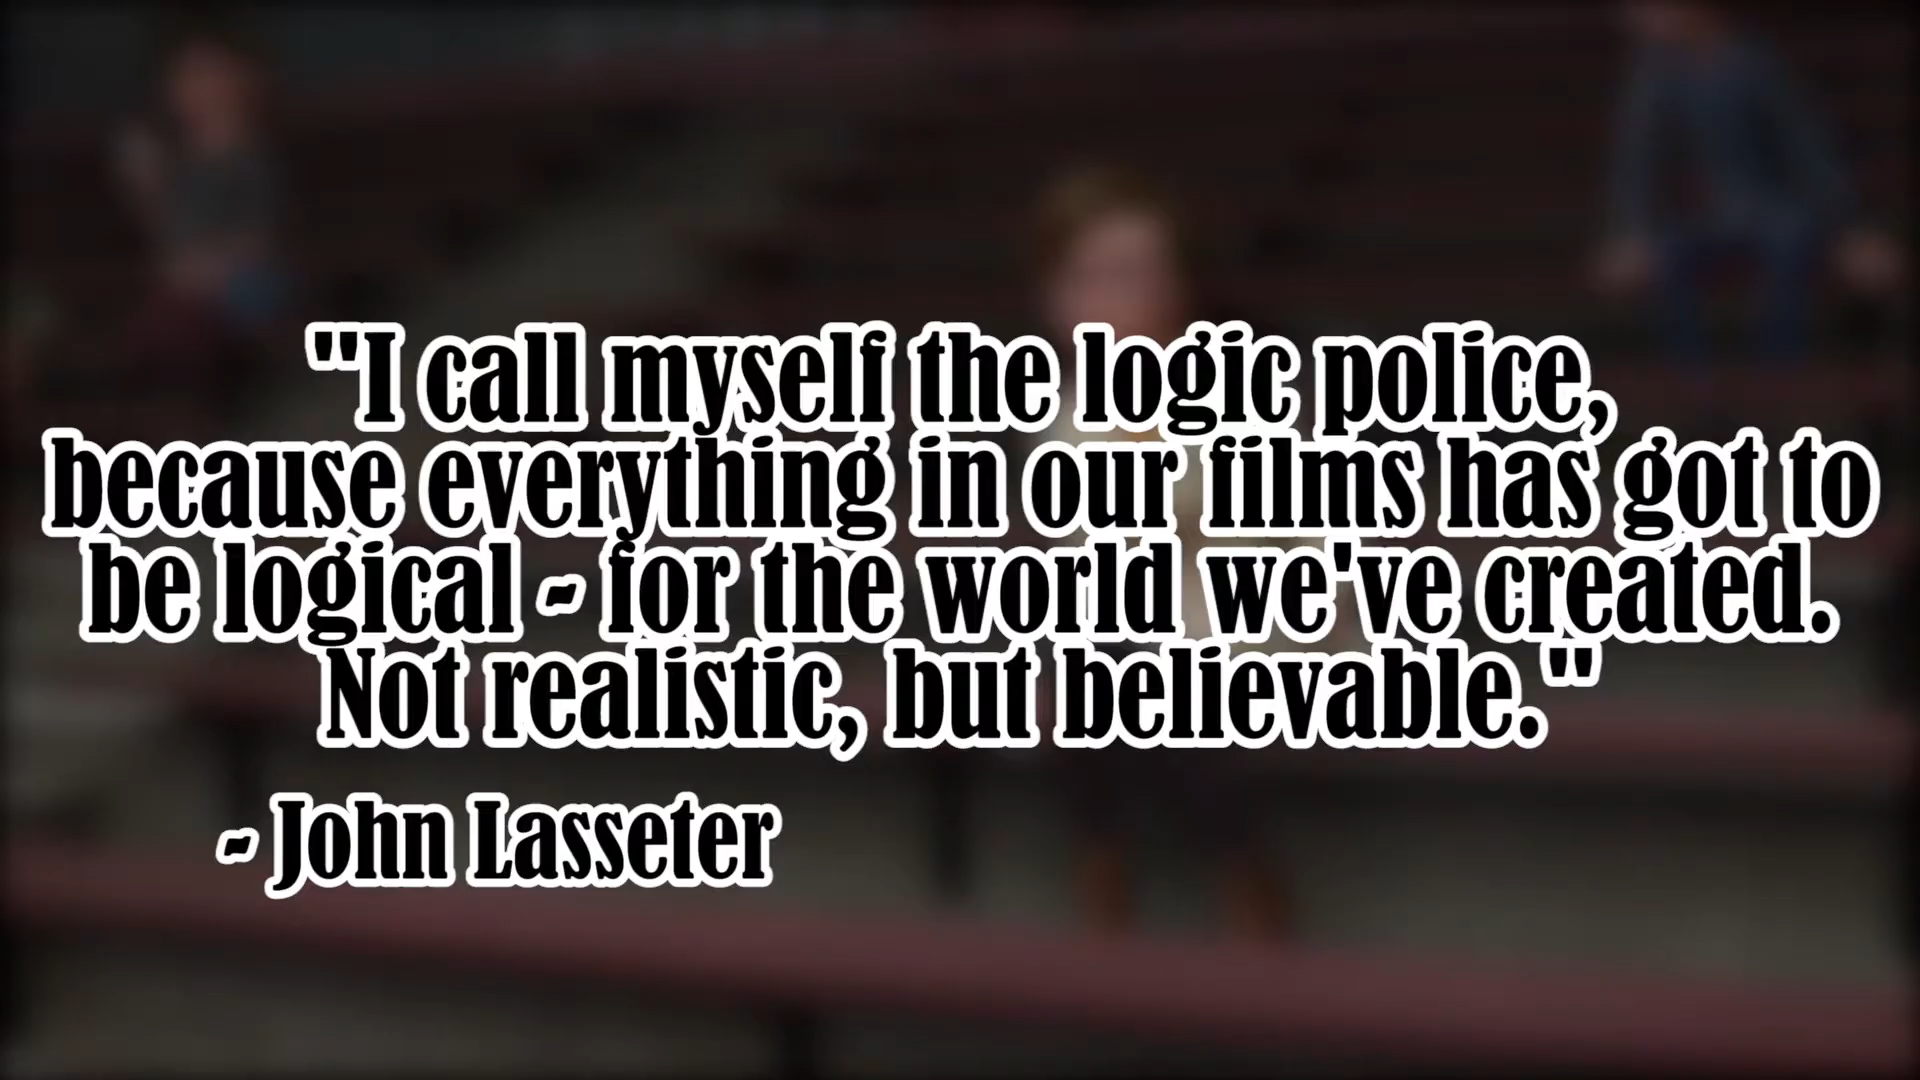 "I call myself the logic police,
because everything in our films has got to
be logical - for the world we've created.
Not realistic, but believable."
- John Lasseter